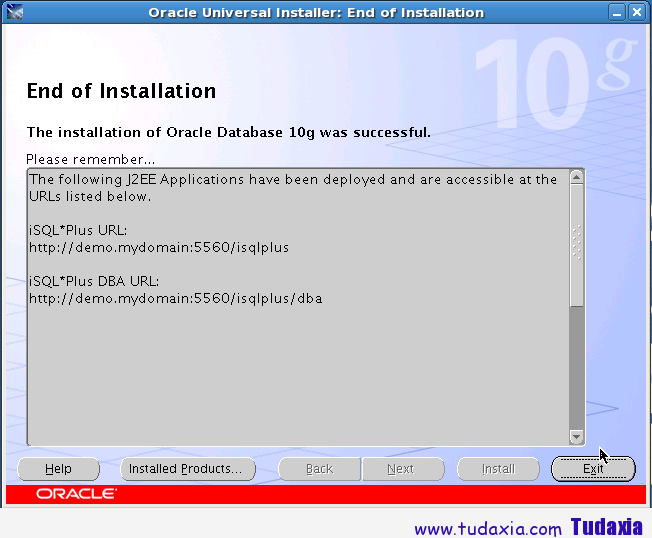 Oracle Universal Installer: End of Installation
10g
End of Installation
The installation of Oracle Database 10g was successful.
Please remember...
The following J2EE Applications have been deployed and are accessible at the
URLs listed below.
iSQL*Plus URL:
http://demo.mydomain:5560/isqlplus
iSQL*Plus DBA URL:
http://demo.mydomain:5560/isqlplus/dba
Help Installed Products... Back Next Install Exit
ORACLE
www.tudaxia.com Tudaxia